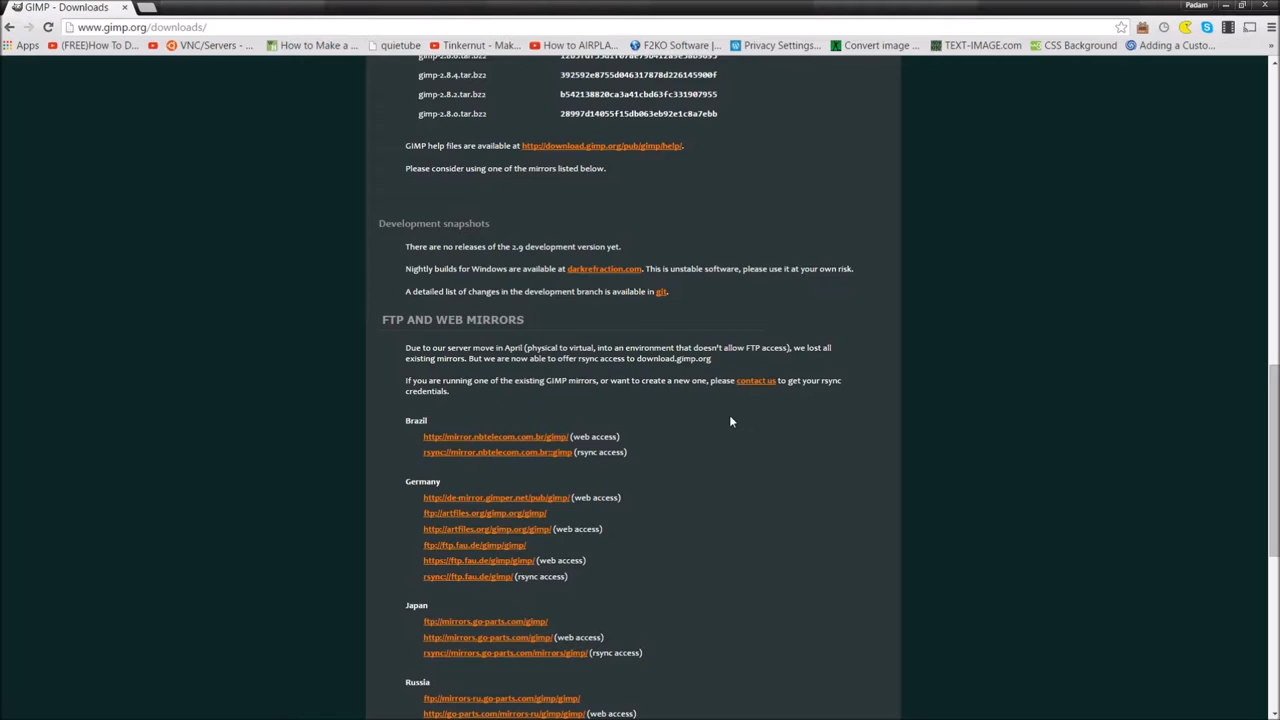 GIMP - Downloads
Padam
www.gimp.org/downloads/
Apps
(FREE)How To D...
VNC/Servers - ...
How to Make a ...
quietube
Tinkernut - Mak...
How to AIRPLA...
F2KO Software |...
Privacy Settings...
Convert image ...
TEXT-IMAGE.com
CSS Background
Adding a Custo...
gimp-2.8.4.tar.bz2 392592e8755d046317878d226145900f
gimp-2.8.2.tar.bz2 b542138820ca3a41cbd63fc331907955
gimp-2.8.0.tar.bz2 28997d14055f15db063eb92e1c8a7ebb
GIMP help files are available at http://download.gimp.org/pub/gimp/help/.
Please consider using one of the mirrors listed below.
Development snapshots
There are no releases of the 2.9 development version yet.
Nightly builds for Windows are available at darkrefraction.com. This is unstable software, please use it at your own risk.
A detailed list of changes in the development branch is available in git.
FTP AND WEB MIRRORS
Due to our server move in April (physical to virtual, into an environment that doesn't allow FTP access), we lost all
existing mirrors. But we are now able to offer rsync access to download.gimp.org
If you are running one of the existing GIMP mirrors, or want to create a new one, please contact us to get your rsync
credentials.
Brazil
http://mirror.nbtelecom.com.br/gimp/ (web access)
rsync://mirror.nbtelecom.com.br::gimp (rsync access)
Germany
http://de-mirror.gimper.net/pub/gimp/ (web access)
ftp://artfiles.org/gimp.org/gimp/
http://artfiles.org/gimp.org/gimp/ (web access)
ftp://ftp.fau.de/gimp/gimp/
https://ftp.fau.de/gimp/gimp/ (web access)
rsync://ftp.fau.de/gimp/ (rsync access)
Japan
ftp://mirrors.go-parts.com/gimp/
http://mirrors.go-parts.com/gimp/ (web access)
rsync://mirrors.go-parts.com/mirrors/gimp/ (rsync access)
Russia
ftp://mirrors-ru.go-parts.com/gimp/gimp/
http://go-parts.com/mirrors-ru/gimp/gimp/ (web access)